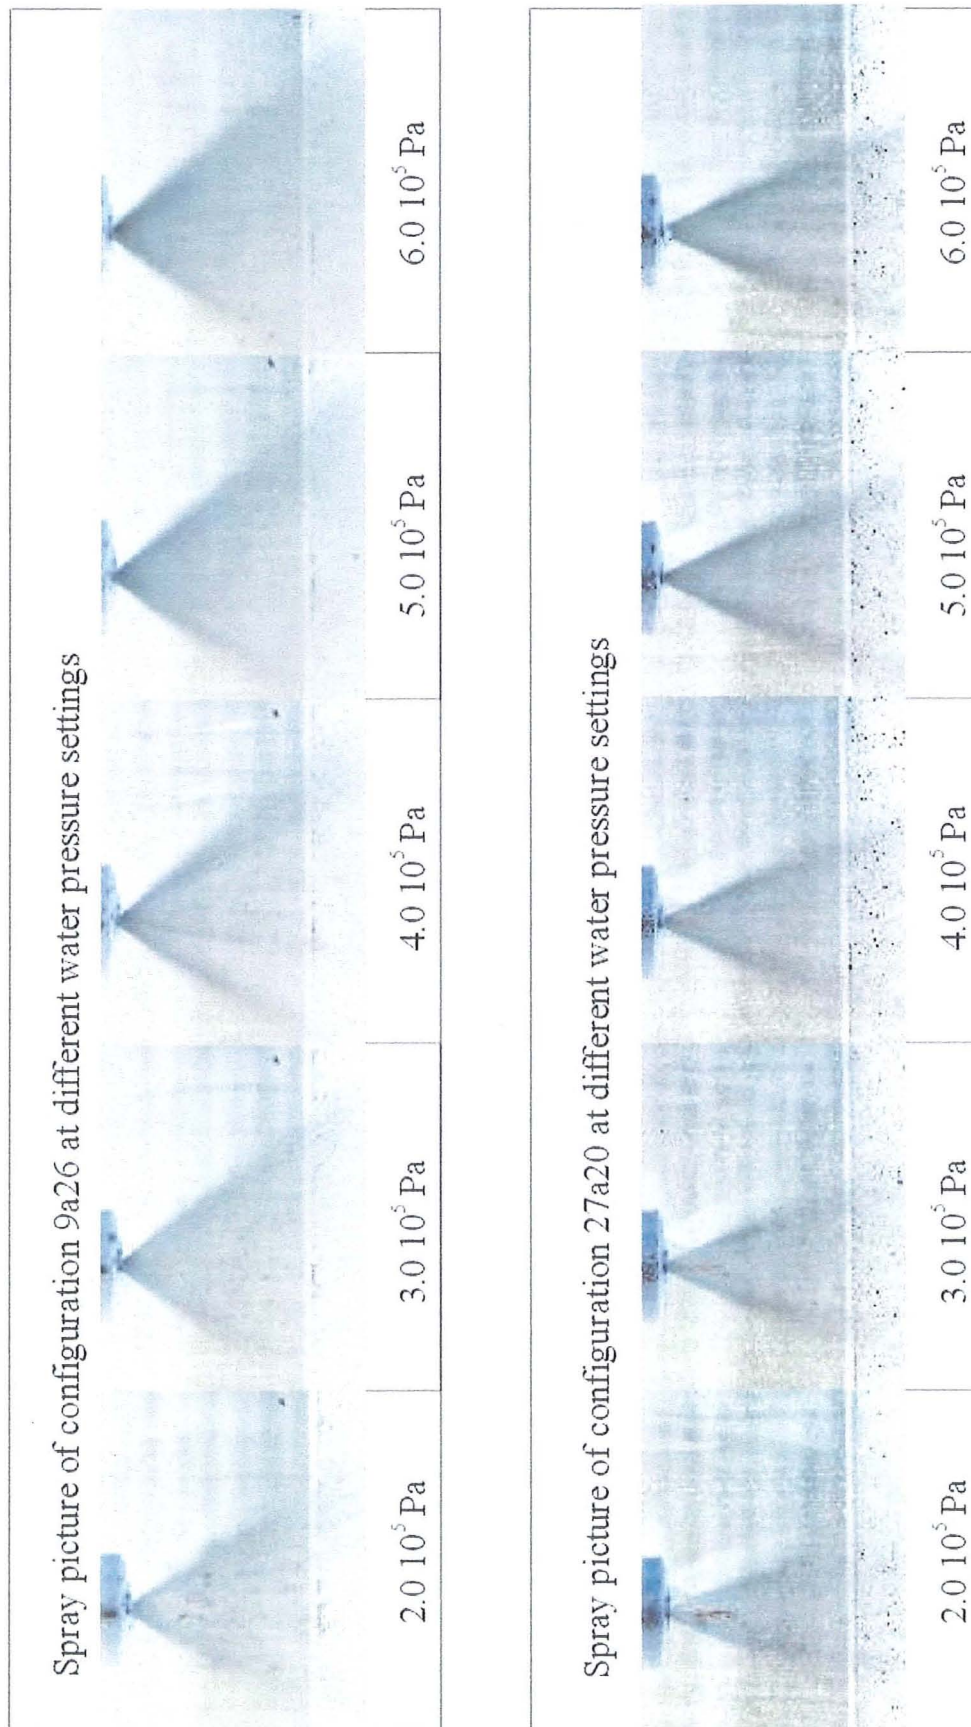 Spray picture of configuration 9a26 at different water pressure settings
2.0 10⁵ Pa
3.0 10⁵ Pa
4.0 10⁵ Pa
5.0 10⁵ Pa
6.0 10⁵ Pa
Spray picture of configuration 27a20 at different water pressure settings
2.0 10⁵ Pa
3.0 10⁵ Pa
4.0 10⁵ Pa
5.0 10⁵ Pa
6.0 10⁵ Pa